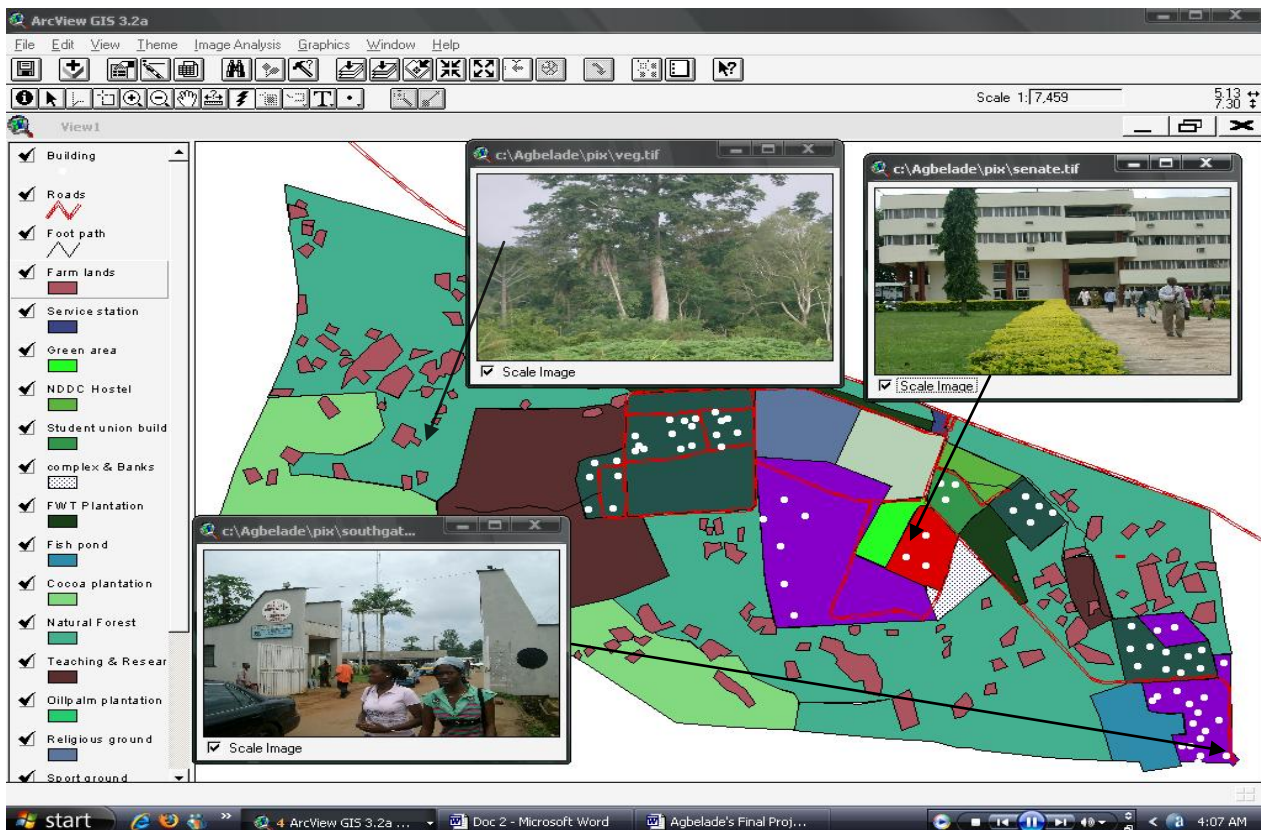 ArcView GIS 3.2a
File Edit View Theme Image Analysis Graphics Window Help
Scale 1: 7,459
5.13
7.30
View1
Building
Roads
Foot path
Farm lands
Service station
Green area
NDDC Hostel
Student union build
complex & Banks
FWT Plantation
Fish pond
Cocoa plantation
Natural Forest
Teaching & Resear
Oillpalm plantation
Religious ground
Sport ground
c:\Agbelade\pix\veg.tif
Scale Image
c:\Agbelade\pix\senate.tif
Scale Image
c:\Agbelade\pix\southgat...
Scale Image
start
4 ArcView GIS 3.2a ...
Doc 2 - Microsoft Word
Agbelade's Final Proj...
4:07 AM